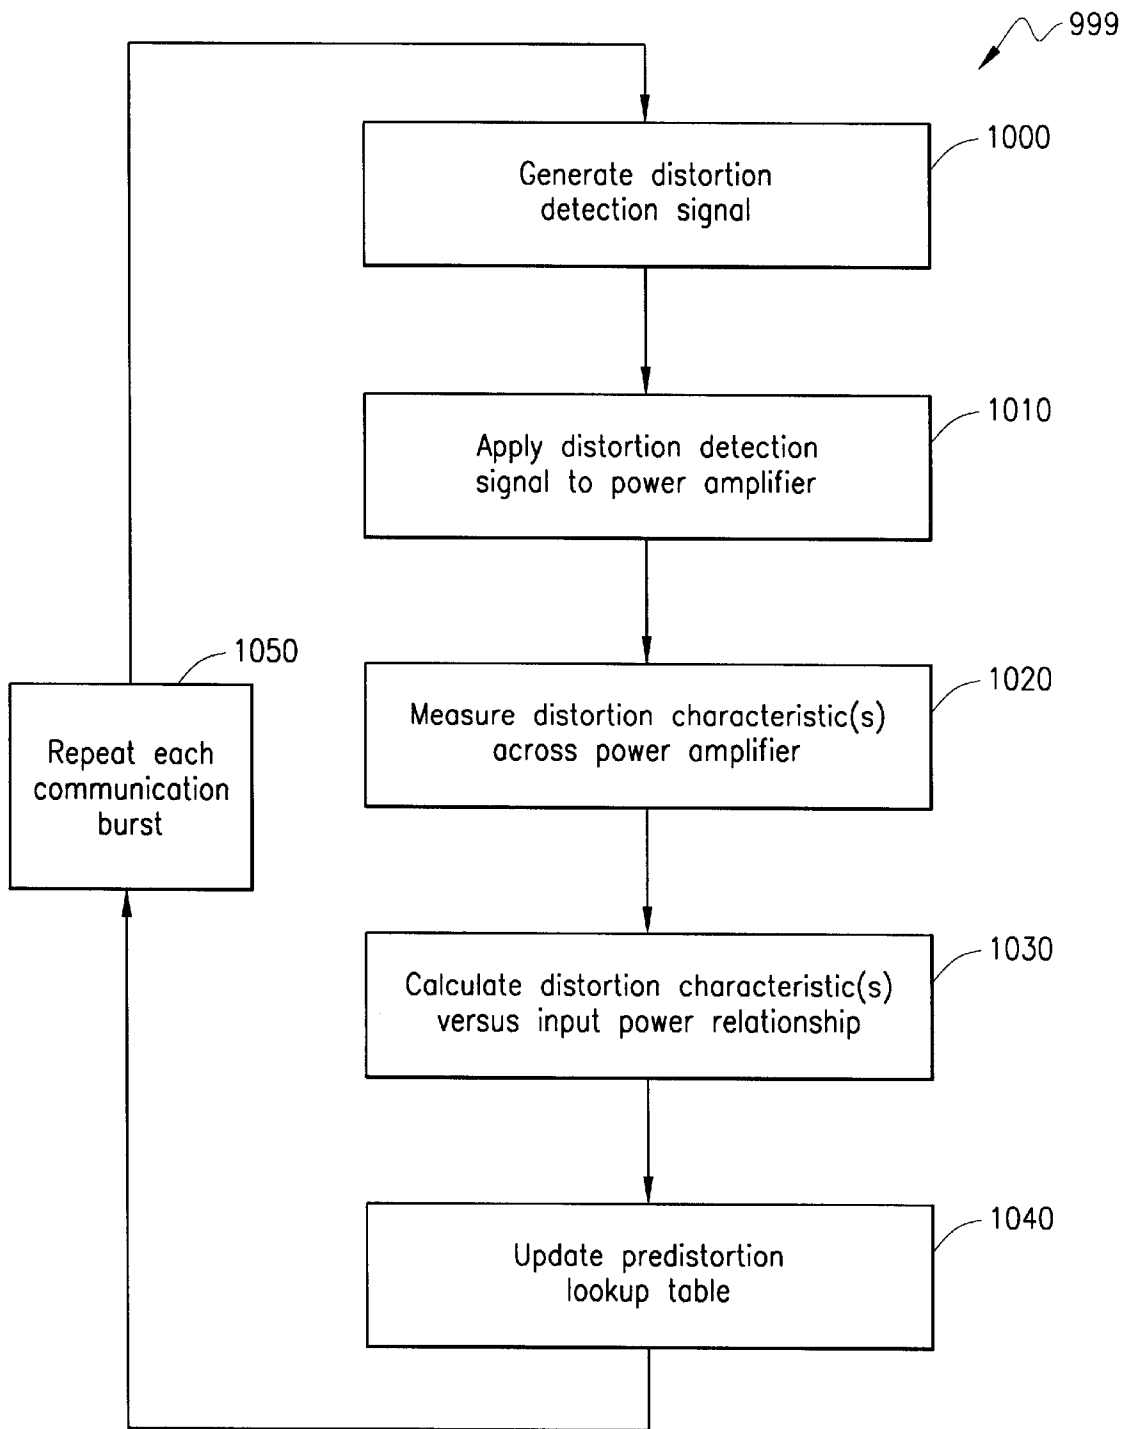 999
1000
Generate distortion
detection signal
1010
Apply distortion detection
signal to power amplifier
1020
Measure distortion characteristic(s)
across power amplifier
1030
Calculate distortion characteristic(s)
versus input power relationship
1040
Update predistortion
lookup table
1050
Repeat each
communication
burst